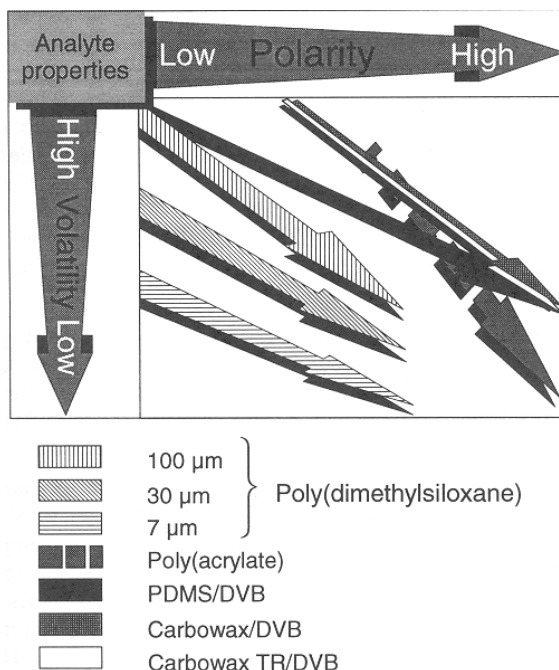 Analyte
properties
Low Polarity High
High Volatility Low
100 µm
30 µm
7 µm
Poly(dimethylsiloxane)
Poly(acrylate)
PDMS/DVB
Carbowax/DVB
Carbowax TR/DVB